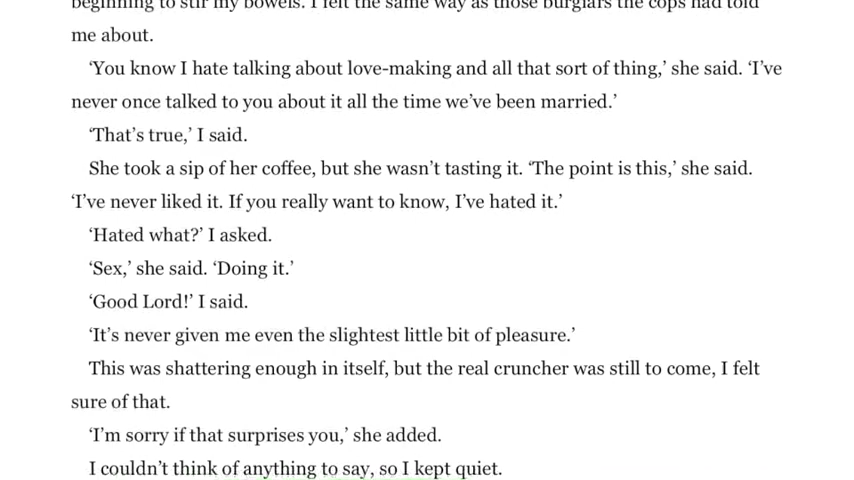 beginning to stir my bowels. I felt the same way as those burglars the cops had told
me about.
‘You know I hate talking about love-making and all that sort of thing,’ she said. ‘I’ve
never once talked to you about it all the time we’ve been married.’
‘That’s true,’ I said.
She took a sip of her coffee, but she wasn’t tasting it. ‘The point is this,’ she said.
‘I’ve never liked it. If you really want to know, I’ve hated it.’
‘Hated what?’ I asked.
‘Sex,’ she said. ‘Doing it.’
‘Good Lord!’ I said.
‘It’s never given me even the slightest little bit of pleasure.’
This was shattering enough in itself, but the real cruncher was still to come, I felt
sure of that.
‘I’m sorry if that surprises you,’ she added.
I couldn’t think of anything to say, so I kept quiet.